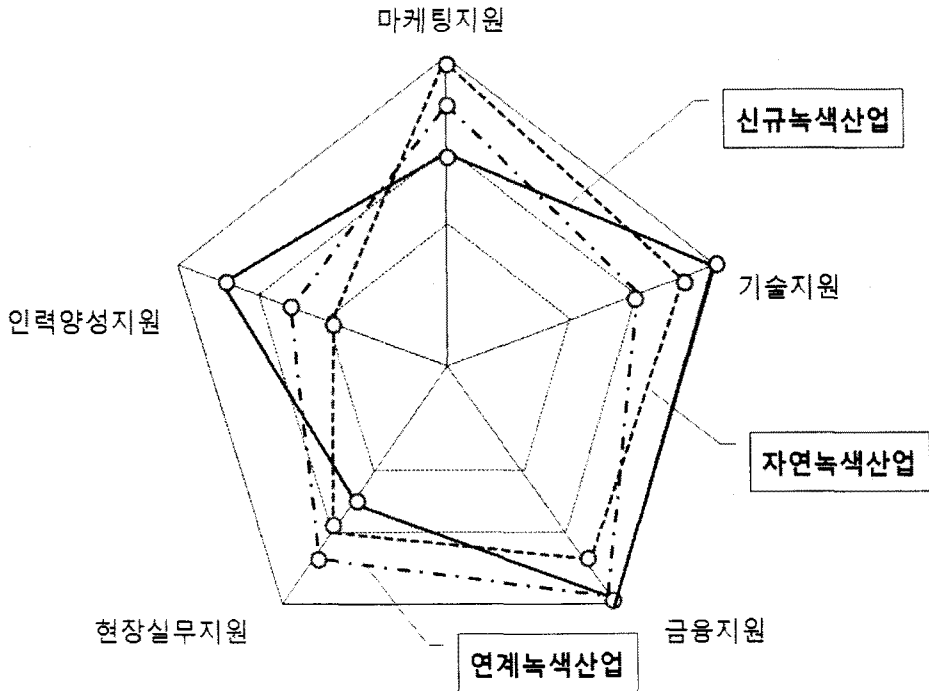 마케팅지원
신규녹색산업
기술지원
인력양성지원
자연녹색산업
현장실무지원
금융지원
연계녹색산업